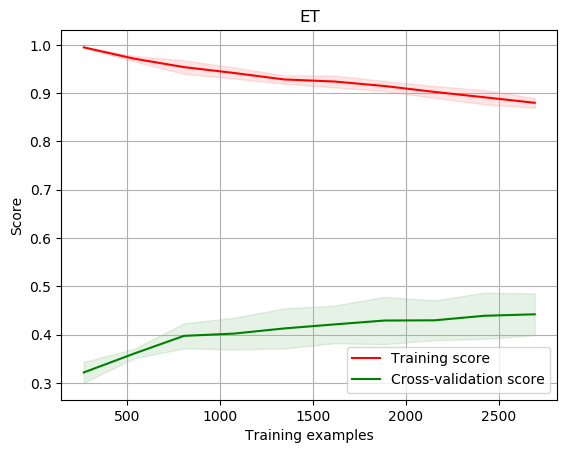 ET
1.0
0.9
0.8
0.7
0.6
0.5
0.4
0.3
Score
500
1000
1500
2000
2500
Training examples
Training score
Cross-validation score